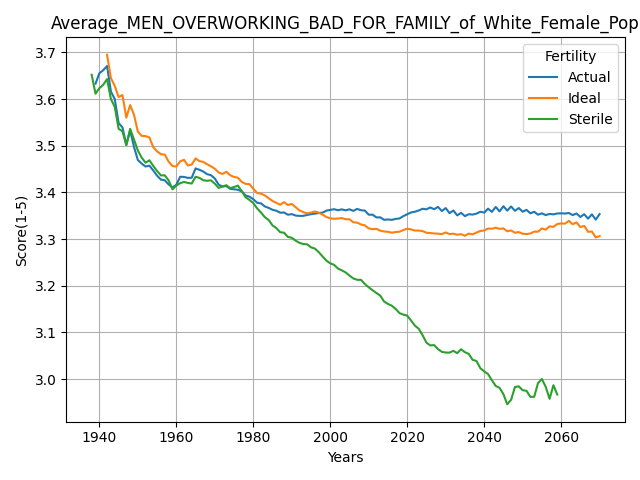 Average_MEN_OVERWORKING_BAD_FOR_FAMILY_of_White_Female_Pop
Fertility
Actual
Ideal
Sterile
Score(1-5)
3.7
3.6
3.5
3.4
3.3
3.2
3.1
3.0
1940 1960 1980 2000 2020 2040 2060
Years